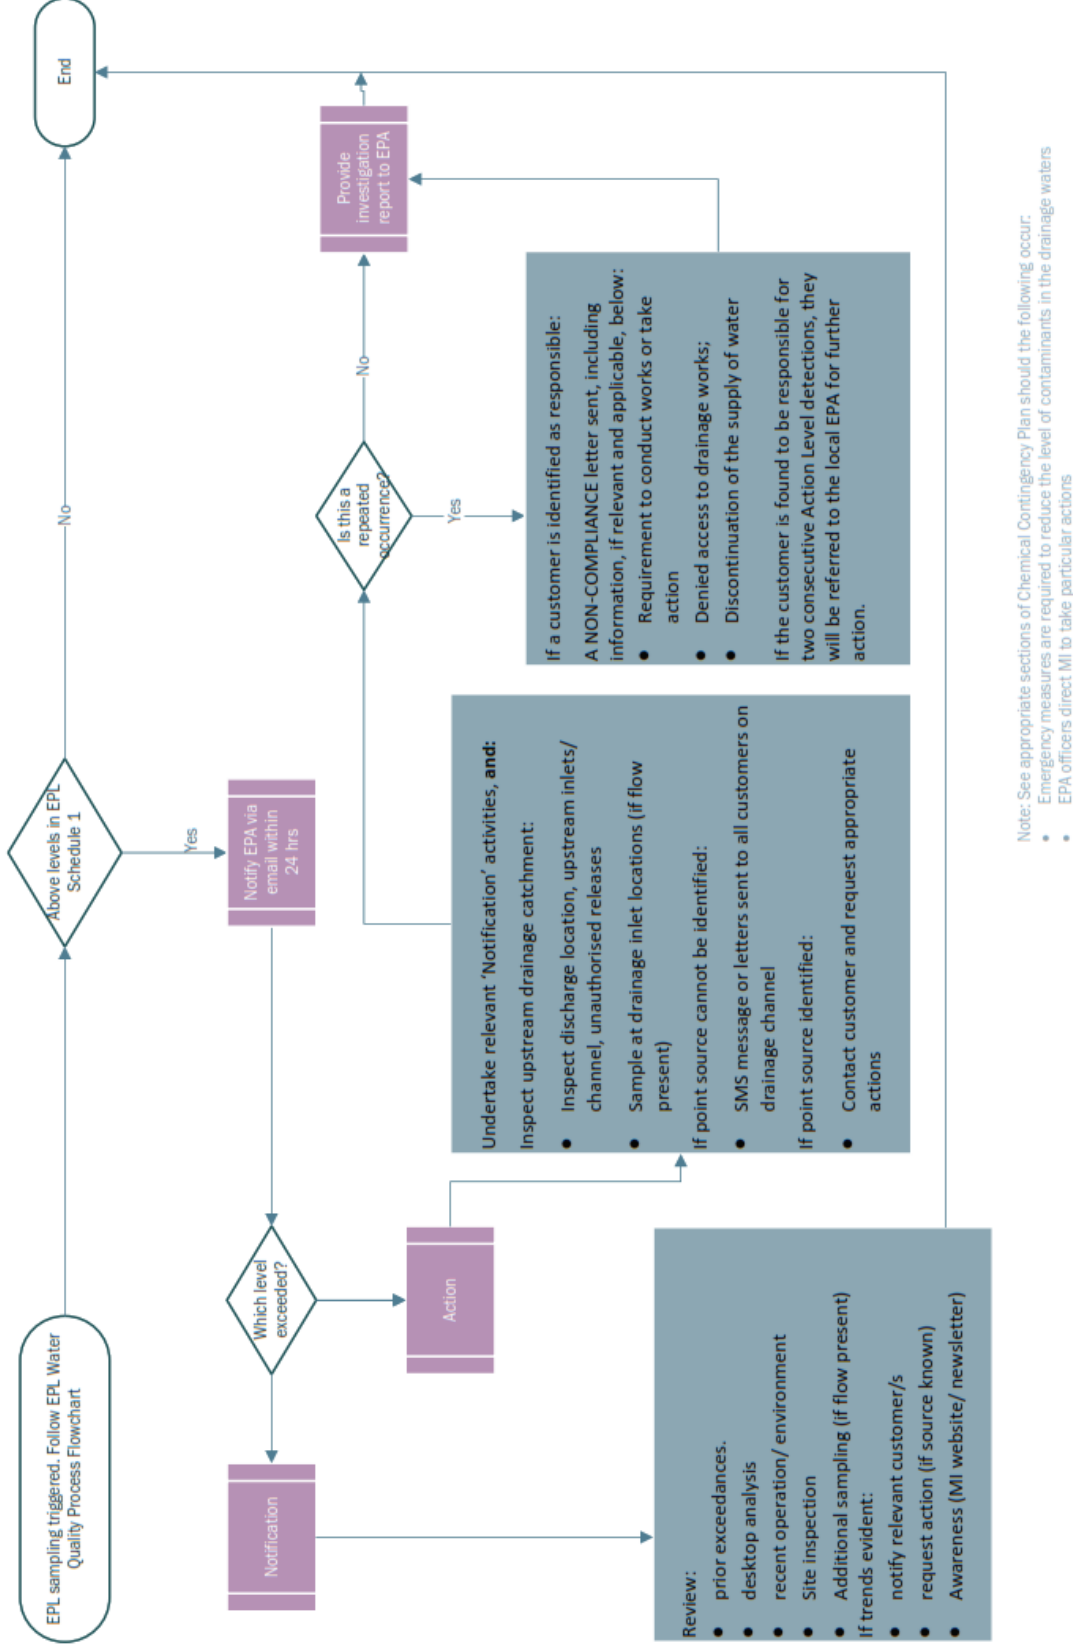 EPL sampling triggered. Follow EPL Water
Quality Process Flowchart
Above levels in EPL
Schedule 1
No
End
Yes
Notify EPA via
email within
24 hrs
Which level
exceeded?
Notification
Action
Review:
● prior exceedances.
● desktop analysis
● recent operation/ environment
● Site inspection
● Additional sampling (if flow present)
If trends evident:
● notify relevant customer/s
● request action (if source known)
● Awareness (MI website/ newsletter)
Undertake relevant ‘Notification’ activities, and:
Inspect upstream drainage catchment:
● Inspect discharge location, upstream inlets/
channel, unauthorised releases
● Sample at drainage inlet locations (if flow
present)
If point source cannot be identified:
● SMS message or letters sent to all customers on
drainage channel
If point source identified:
● Contact customer and request appropriate
actions
Is this a
repeated
occurrence?
No
Yes
Provide
investigation
report to EPA
If a customer is identified as responsible:
A NON-COMPLIANCE letter sent, including
information, if relevant and applicable, below:
● Requirement to conduct works or take
action
● Denied access to drainage works;
● Discontinuation of the supply of water
If the customer is found to be responsible for
two consecutive Action Level detections, they
will be referred to the local EPA for further
action.
Note: See appropriate sections of Chemical Contingency Plan should the following occur:
● Emergency measures are required to reduce the level of contaminants in the drainage waters
● EPA officers direct MI to take particular actions